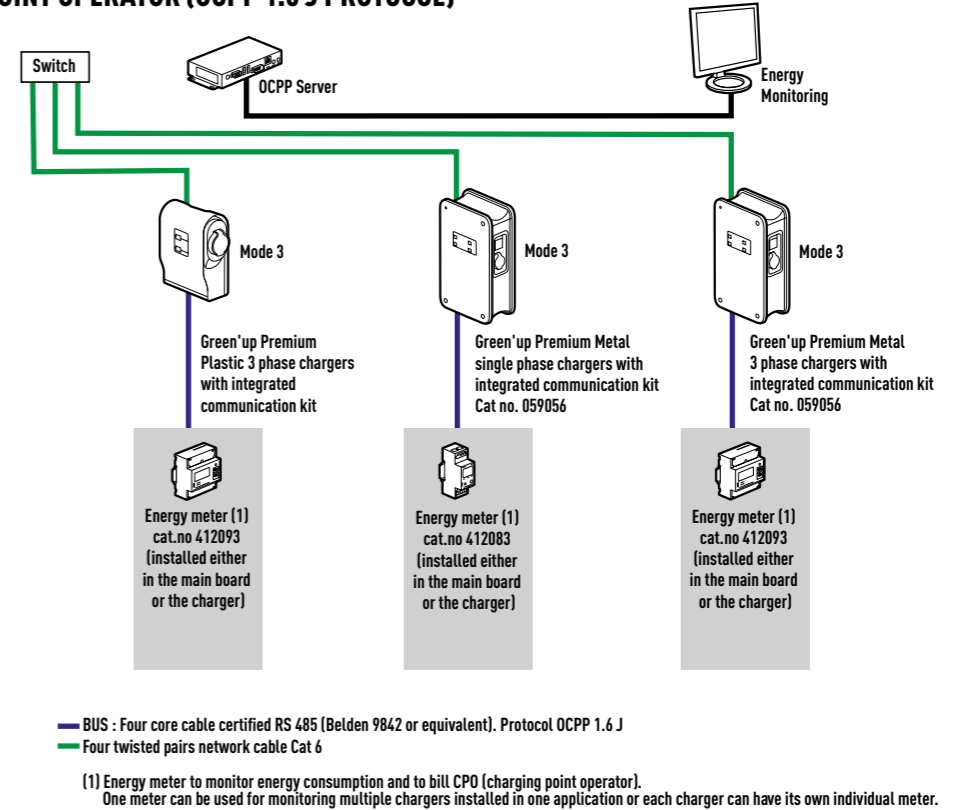 POINT OPERATOR (OCPP 1.6 J PROTOCOL)
Switch
OCPP Server
Energy
Monitoring
Mode 3
Mode 3
Mode 3
Green'up Premium
Plastic 3 phase chargers
with integrated
communication kit
Green'up Premium Metal
single phase chargers with
integrated communication kit
Cat no. 059056
Green'up Premium Metal
3 phase chargers with
integrated communication kit
Cat no. 059056
Energy meter (1)
cat.no 412093
(installed either
in the main board
or the charger)
Energy meter (1)
cat.no 412083
(installed either
in the main board
or the charger)
Energy meter (1)
cat.no 412093
(installed either
in the main board
or the charger)
BUS : Four core cable certified RS 485 (Belden 9842 or equivalent). Protocol OCPP 1.6 J
Four twisted pairs network cable Cat 6
(1) Energy meter to monitor energy consumption and to bill CPO (charging point operator).
One meter can be used for monitoring multiple chargers installed in one application or each charger can have its own individual meter.